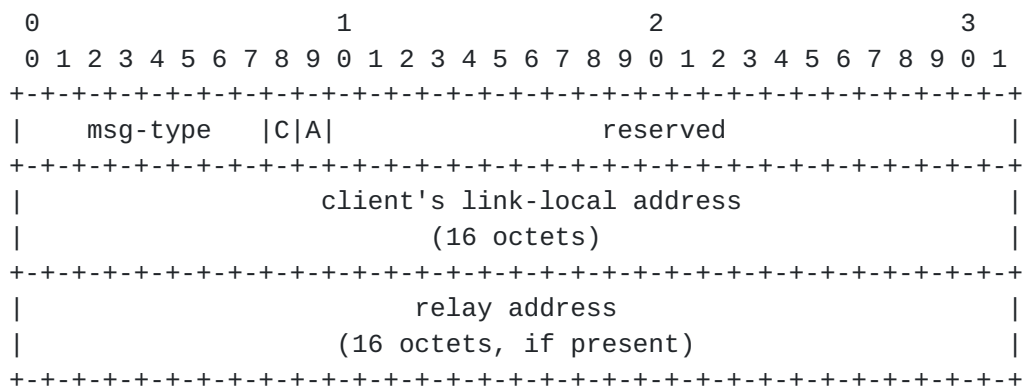 0                   1                   2                   3
 0 1 2 3 4 5 6 7 8 9 0 1 2 3 4 5 6 7 8 9 0 1 2 3 4 5 6 7 8 9 0 1
+-+-+-+-+-+-+-+-+-+-+-+-+-+-+-+-+-+-+-+-+-+-+-+-+-+-+-+-+-+-+-+-+
|    msg-type   |C|A|                 reserved                  |
+-+-+-+-+-+-+-+-+-+-+-+-+-+-+-+-+-+-+-+-+-+-+-+-+-+-+-+-+-+-+-+-+
|                   client's link-local address                 |
|                          (16 octets)                          |
+-+-+-+-+-+-+-+-+-+-+-+-+-+-+-+-+-+-+-+-+-+-+-+-+-+-+-+-+-+-+-+-+
|                         relay address                         |
|                    (16 octets, if present)                    |
+-+-+-+-+-+-+-+-+-+-+-+-+-+-+-+-+-+-+-+-+-+-+-+-+-+-+-+-+-+-+-+-+